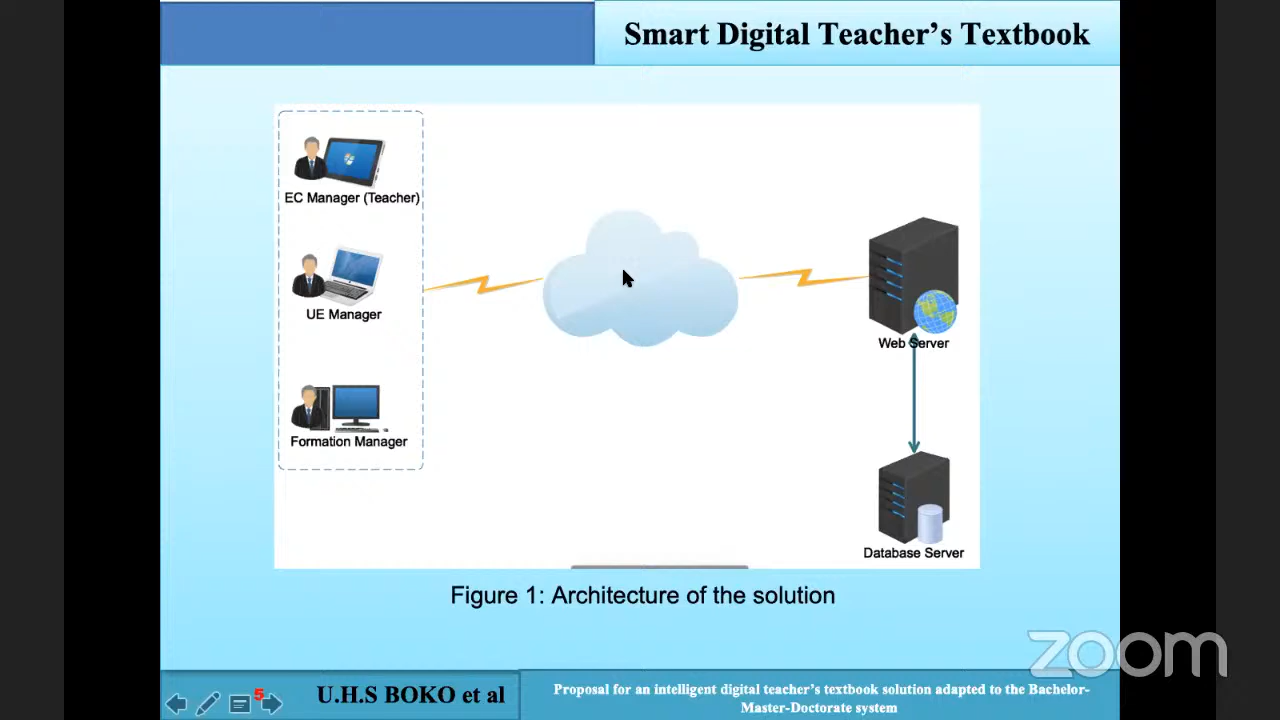 Smart Digital Teacher’s Textbook
EC Manager (Teacher)
UE Manager
Formation Manager
Web Server
Database Server
Figure 1: Architecture of the solution
zoom
5
U.H.S BOKO et al
Proposal for an intelligent digital teacher’s textbook solution adapted to the Bachelor-
Master-Doctorate system